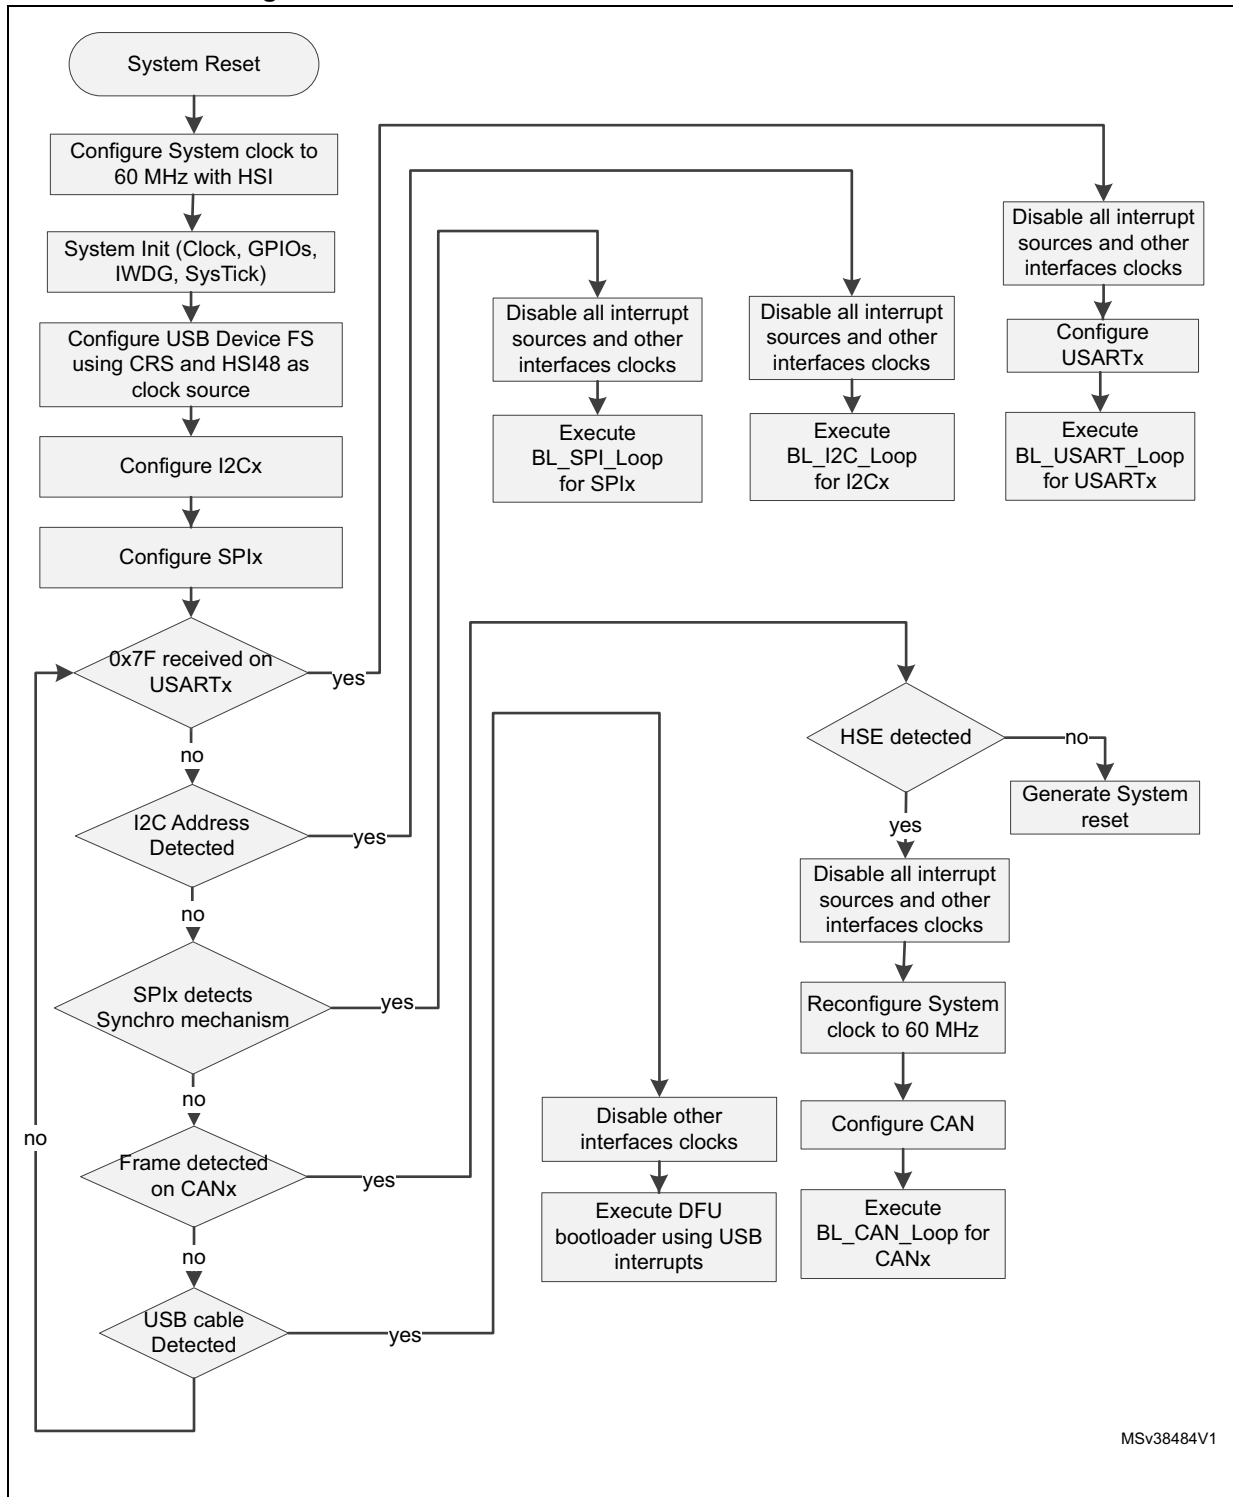 System Reset
Configure System clock to
60 MHz with HSI
System Init (Clock, GPIOs,
IWDG, SysTick)
Configure USB Device FS
using CRS and HSI48 as
clock source
Configure I2Cx
Configure SPIx
0x7F received on
USARTx
yes
no
I2C Address
Detected
yes
no
SPIx detects
Synchro mechanism
yes
no
Frame detected
on CANx
yes
no
USB cable
Detected
yes
no
Disable all interrupt
sources and other
interfaces clocks
Execute
BL_SPI_Loop
for SPIx
Disable all interrupt
sources and other
interfaces clocks
Execute
BL_I2C_Loop
for I2Cx
Disable all interrupt
sources and other
interfaces clocks
Configure
USARTx
Execute
BL_USART_Loop
for USARTx
HSE detected
no
Generate System
reset
yes
Disable all interrupt
sources and other
interfaces clocks
Reconfigure System
clock to 60 MHz
Configure CAN
Execute
BL_CAN_Loop for
CANx
Disable other
interfaces clocks
Execute DFU
bootloader using USB
interrupts
MSv38484V1